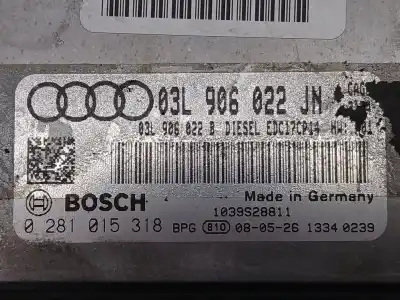 03L 906 022 JN
03L 906 022 B DIESEL EDC17CP14
BOSCH Made in Germany
1039S28811
0 281 015 318 BPG B10 08-05-26 1334 0239